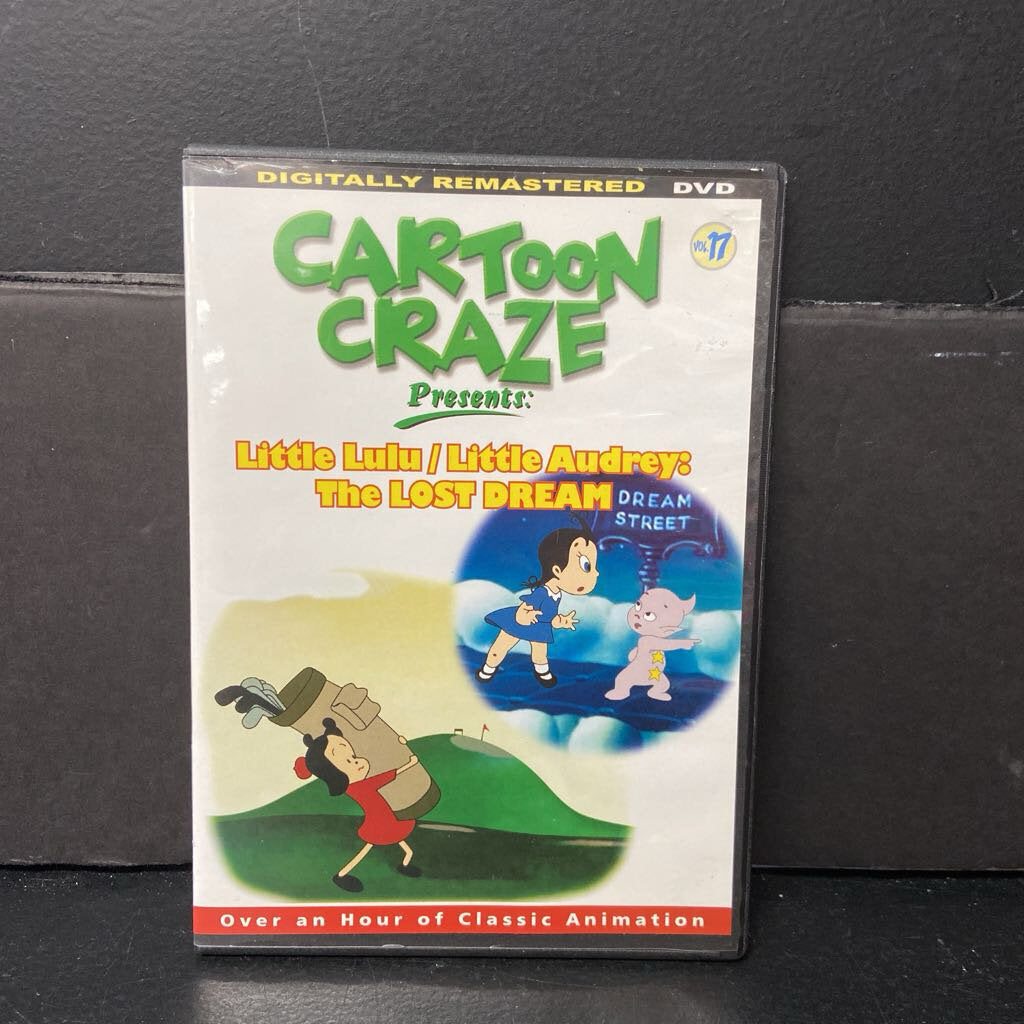 DIGITALLY REMASTERED DVD
CARTOON
CRAZE
VOL. 17
Presents:
Little Lulu / Little Audrey:
The LOST DREAM
DREAM
STREET
Over an Hour of Classic Animation